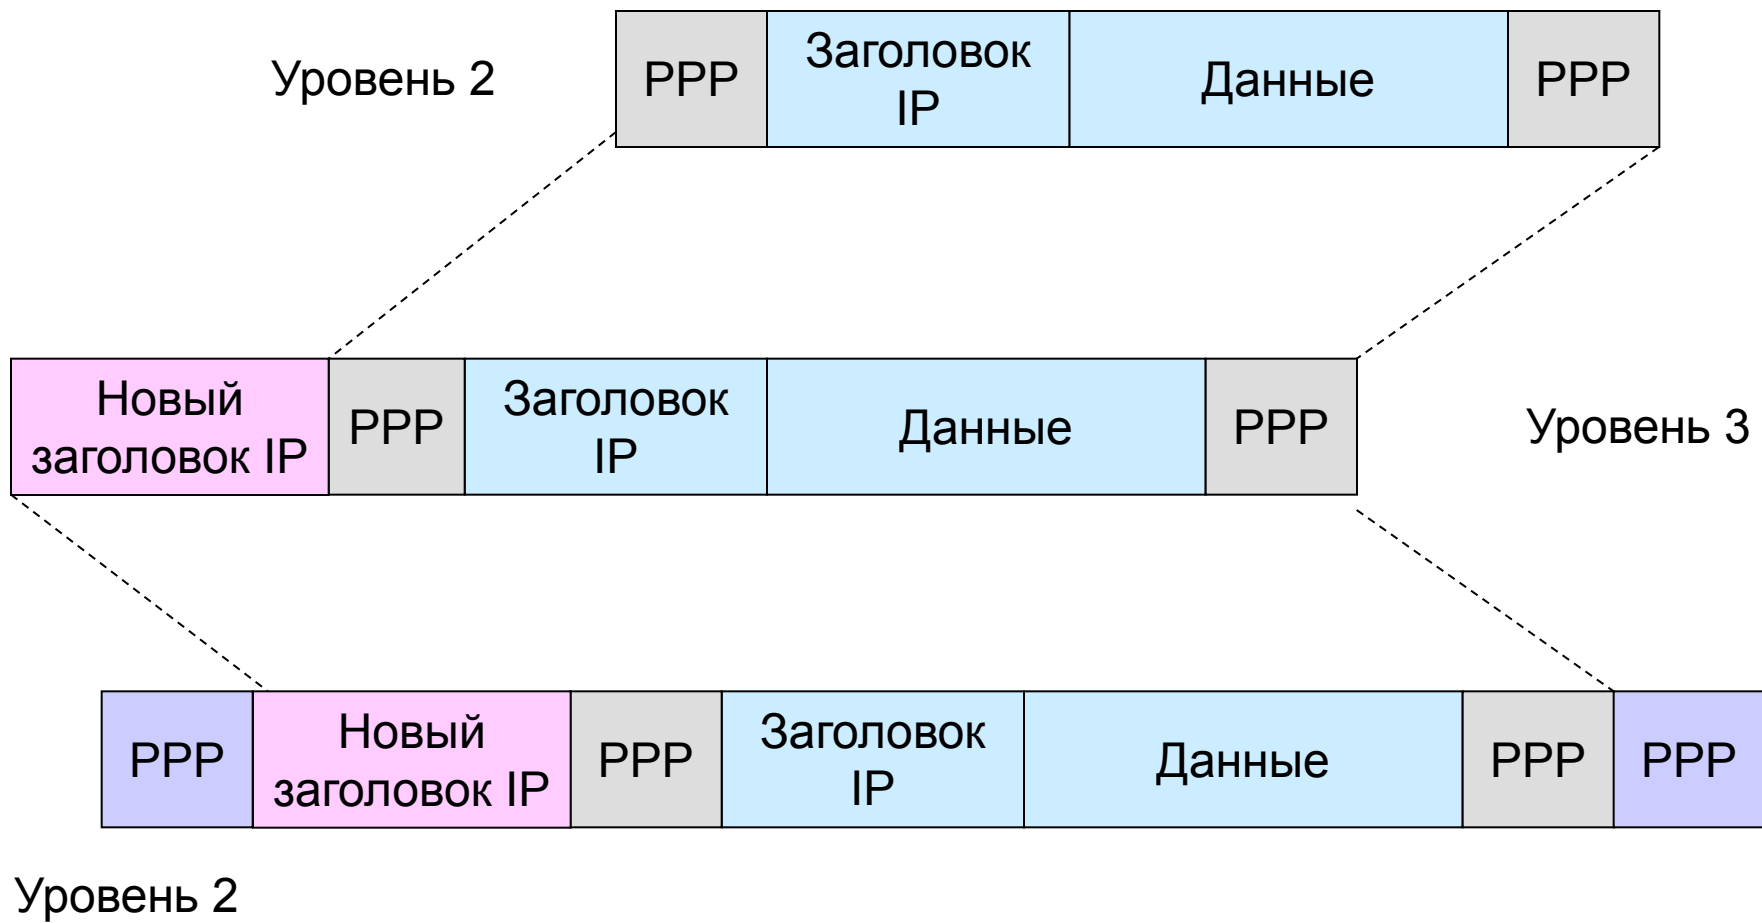 Уровень 2
PPP
Заголовок
IP
Данные
PPP
Новый
заголовок IP
PPP
Заголовок
IP
Данные
PPP
Уровень 3
PPP
Новый
заголовок IP
PPP
Заголовок
IP
Данные
PPP
PPP
Уровень 2